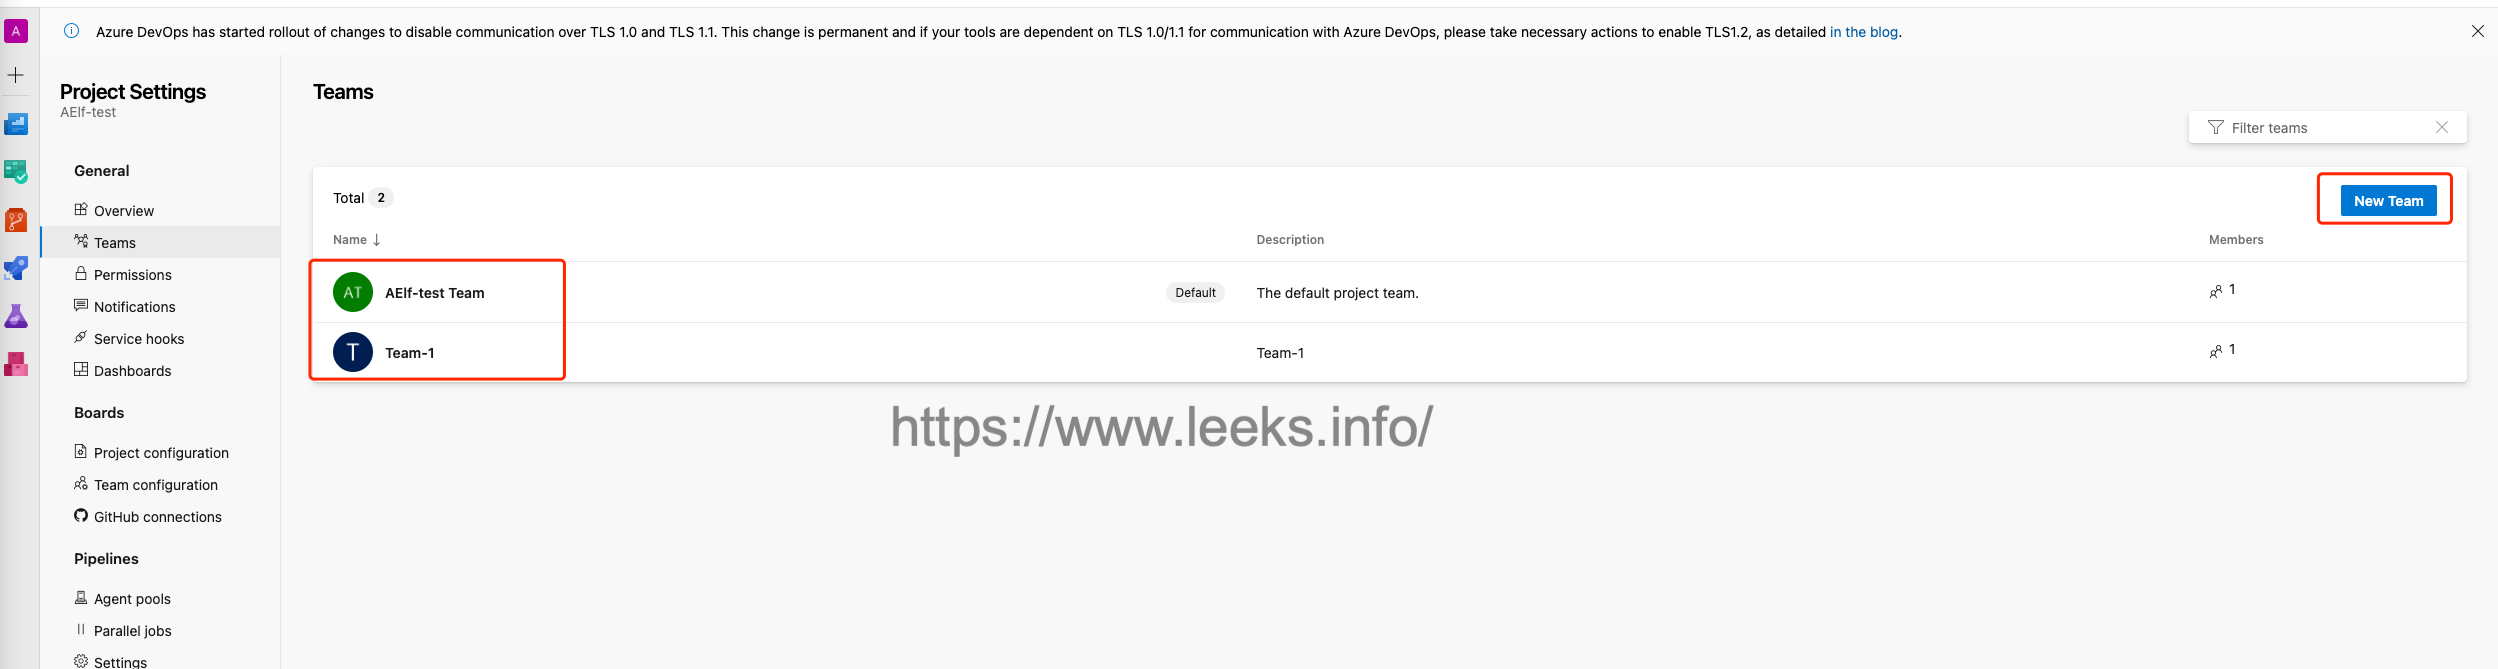 A
Azure DevOps has started rollout of changes to disable communication over TLS 1.0 and TLS 1.1. This change is permanent and if your tools are dependent on TLS 1.0/1.1 for communication with Azure DevOps, please take necessary actions to enable TLS1.2, as detailed in the blog.
Project Settings
AElf-test
General
Overview
Teams
Permissions
Notifications
Service hooks
Dashboards
Boards
Project configuration
Team configuration
GitHub connections
Pipelines
Agent pools
Parallel jobs
Settings
Teams
Filter teams
Total 2
New Team
Name Description Members
AT AElf-test Team Default The default project team. 1
T Team-1 Team-1 1
https://www.leeks.info/